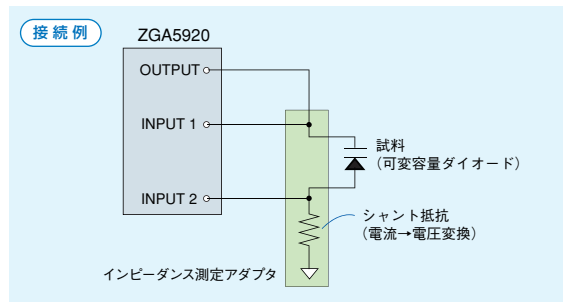 接続例
ZGA5920
OUTPUT
INPUT 1
試料
（可変容量ダイオード）
INPUT 2
シャント抵抗
（電流→電圧変換）
インピーダンス測定アダプタ